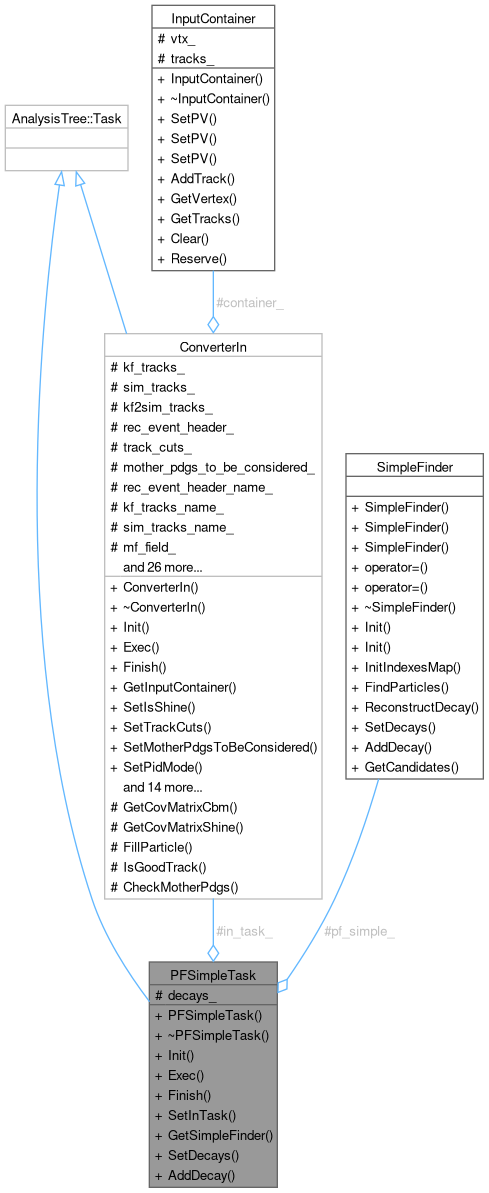 InputContainer
# vtx_
# tracks_
+ InputContainer()
+ ~InputContainer()
+ SetPV()
+ SetPV()
+ SetPV()
+ AddTrack()
+ GetVertex()
+ GetTracks()
+ Clear()
+ Reserve()
AnalysisTree::Task
#container_
ConverterIn
# kf_tracks_
# sim_tracks_
# kf2sim_tracks_
# rec_event_header_
# track_cuts_
# mother_pdgs_to_be_considered_
# rec_event_header_name_
# kf_tracks_name_
# sim_tracks_name_
# mf_field_
and 26 more...
+ ConverterIn()
+ ~ConverterIn()
+ Init()
+ Exec()
+ Finish()
+ GetInputContainer()
+ SetIsShine()
+ SetTrackCuts()
+ SetMotherPdgsToBeConsidered()
+ SetPidMode()
and 14 more...
# GetCovMatrixCbm()
# GetCovMatrixShine()
# FillParticle()
# IsGoodTrack()
# CheckMotherPdgs()
SimpleFinder
+ SimpleFinder()
+ SimpleFinder()
+ SimpleFinder()
+ operator=()
+ operator=()
+ ~SimpleFinder()
+ Init()
+ Init()
+ InitIndexesMap()
+ FindParticles()
+ ReconstructDecay()
+ SetDecays()
+ AddDecay()
+ GetCandidates()
#in_task_
#pf_simple_
PFSimpleTask
# decays_
+ PFSimpleTask()
+ ~PFSimpleTask()
+ Init()
+ Exec()
+ Finish()
+ SetInTask()
+ GetSimpleFinder()
+ SetDecays()
+ AddDecay()